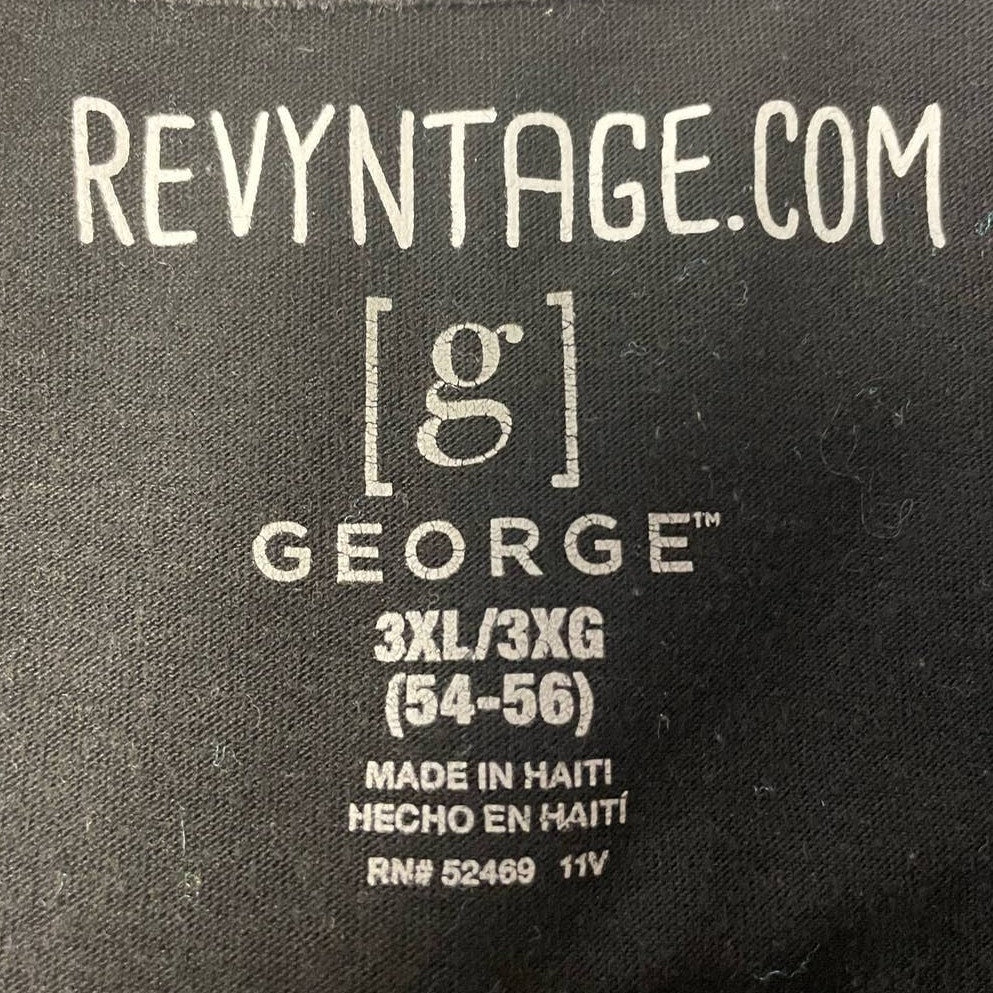 REVYNTAGE.COM
[g]
GEORGE™
3XL/3XG
(54-56)
MADE IN HAITI
HECHO EN HAITÍ
RN# 52469 11V